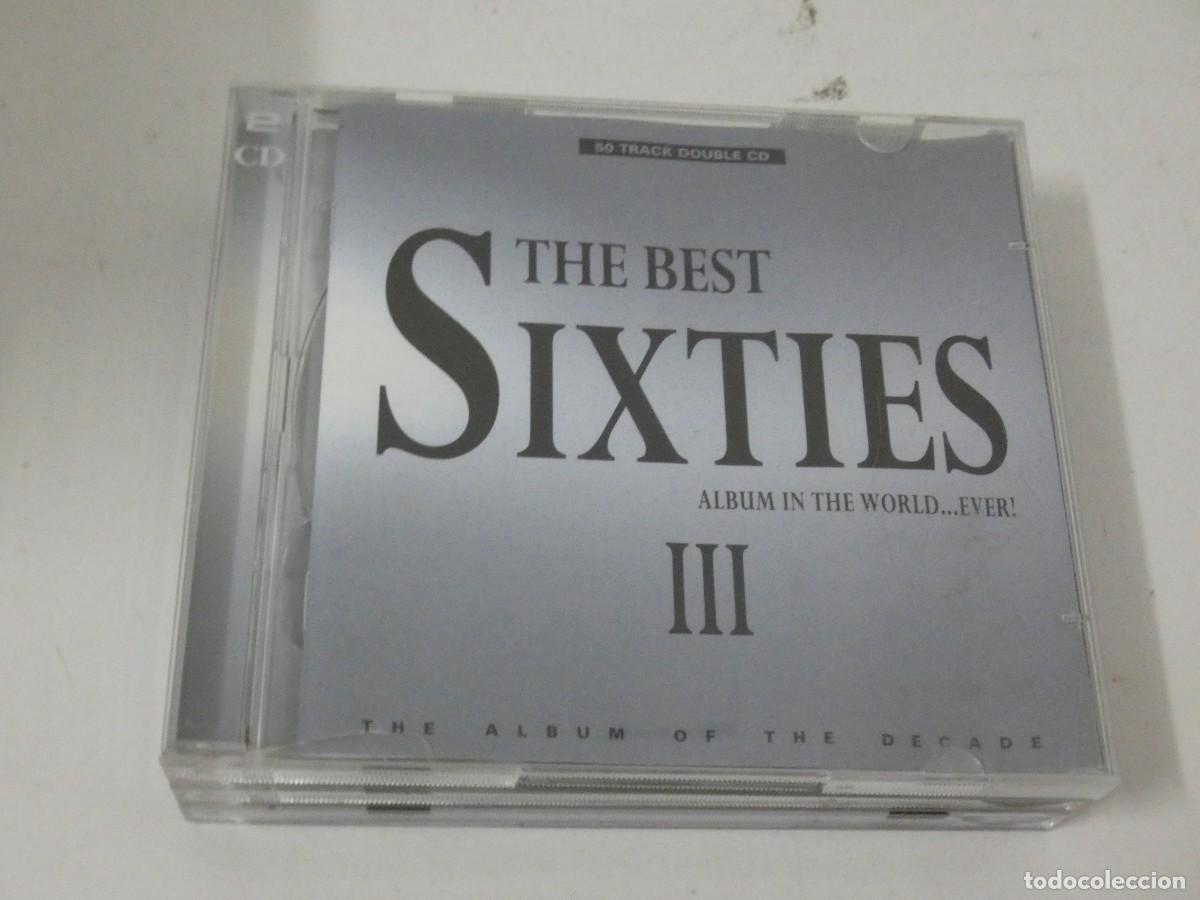 2
CD
50 TRACK DOUBLE CD
THE BEST
SIXTIES
ALBUM IN THE WORLD...EVER!
III
THE ALBUM OF THE DECADE
todocoleccion